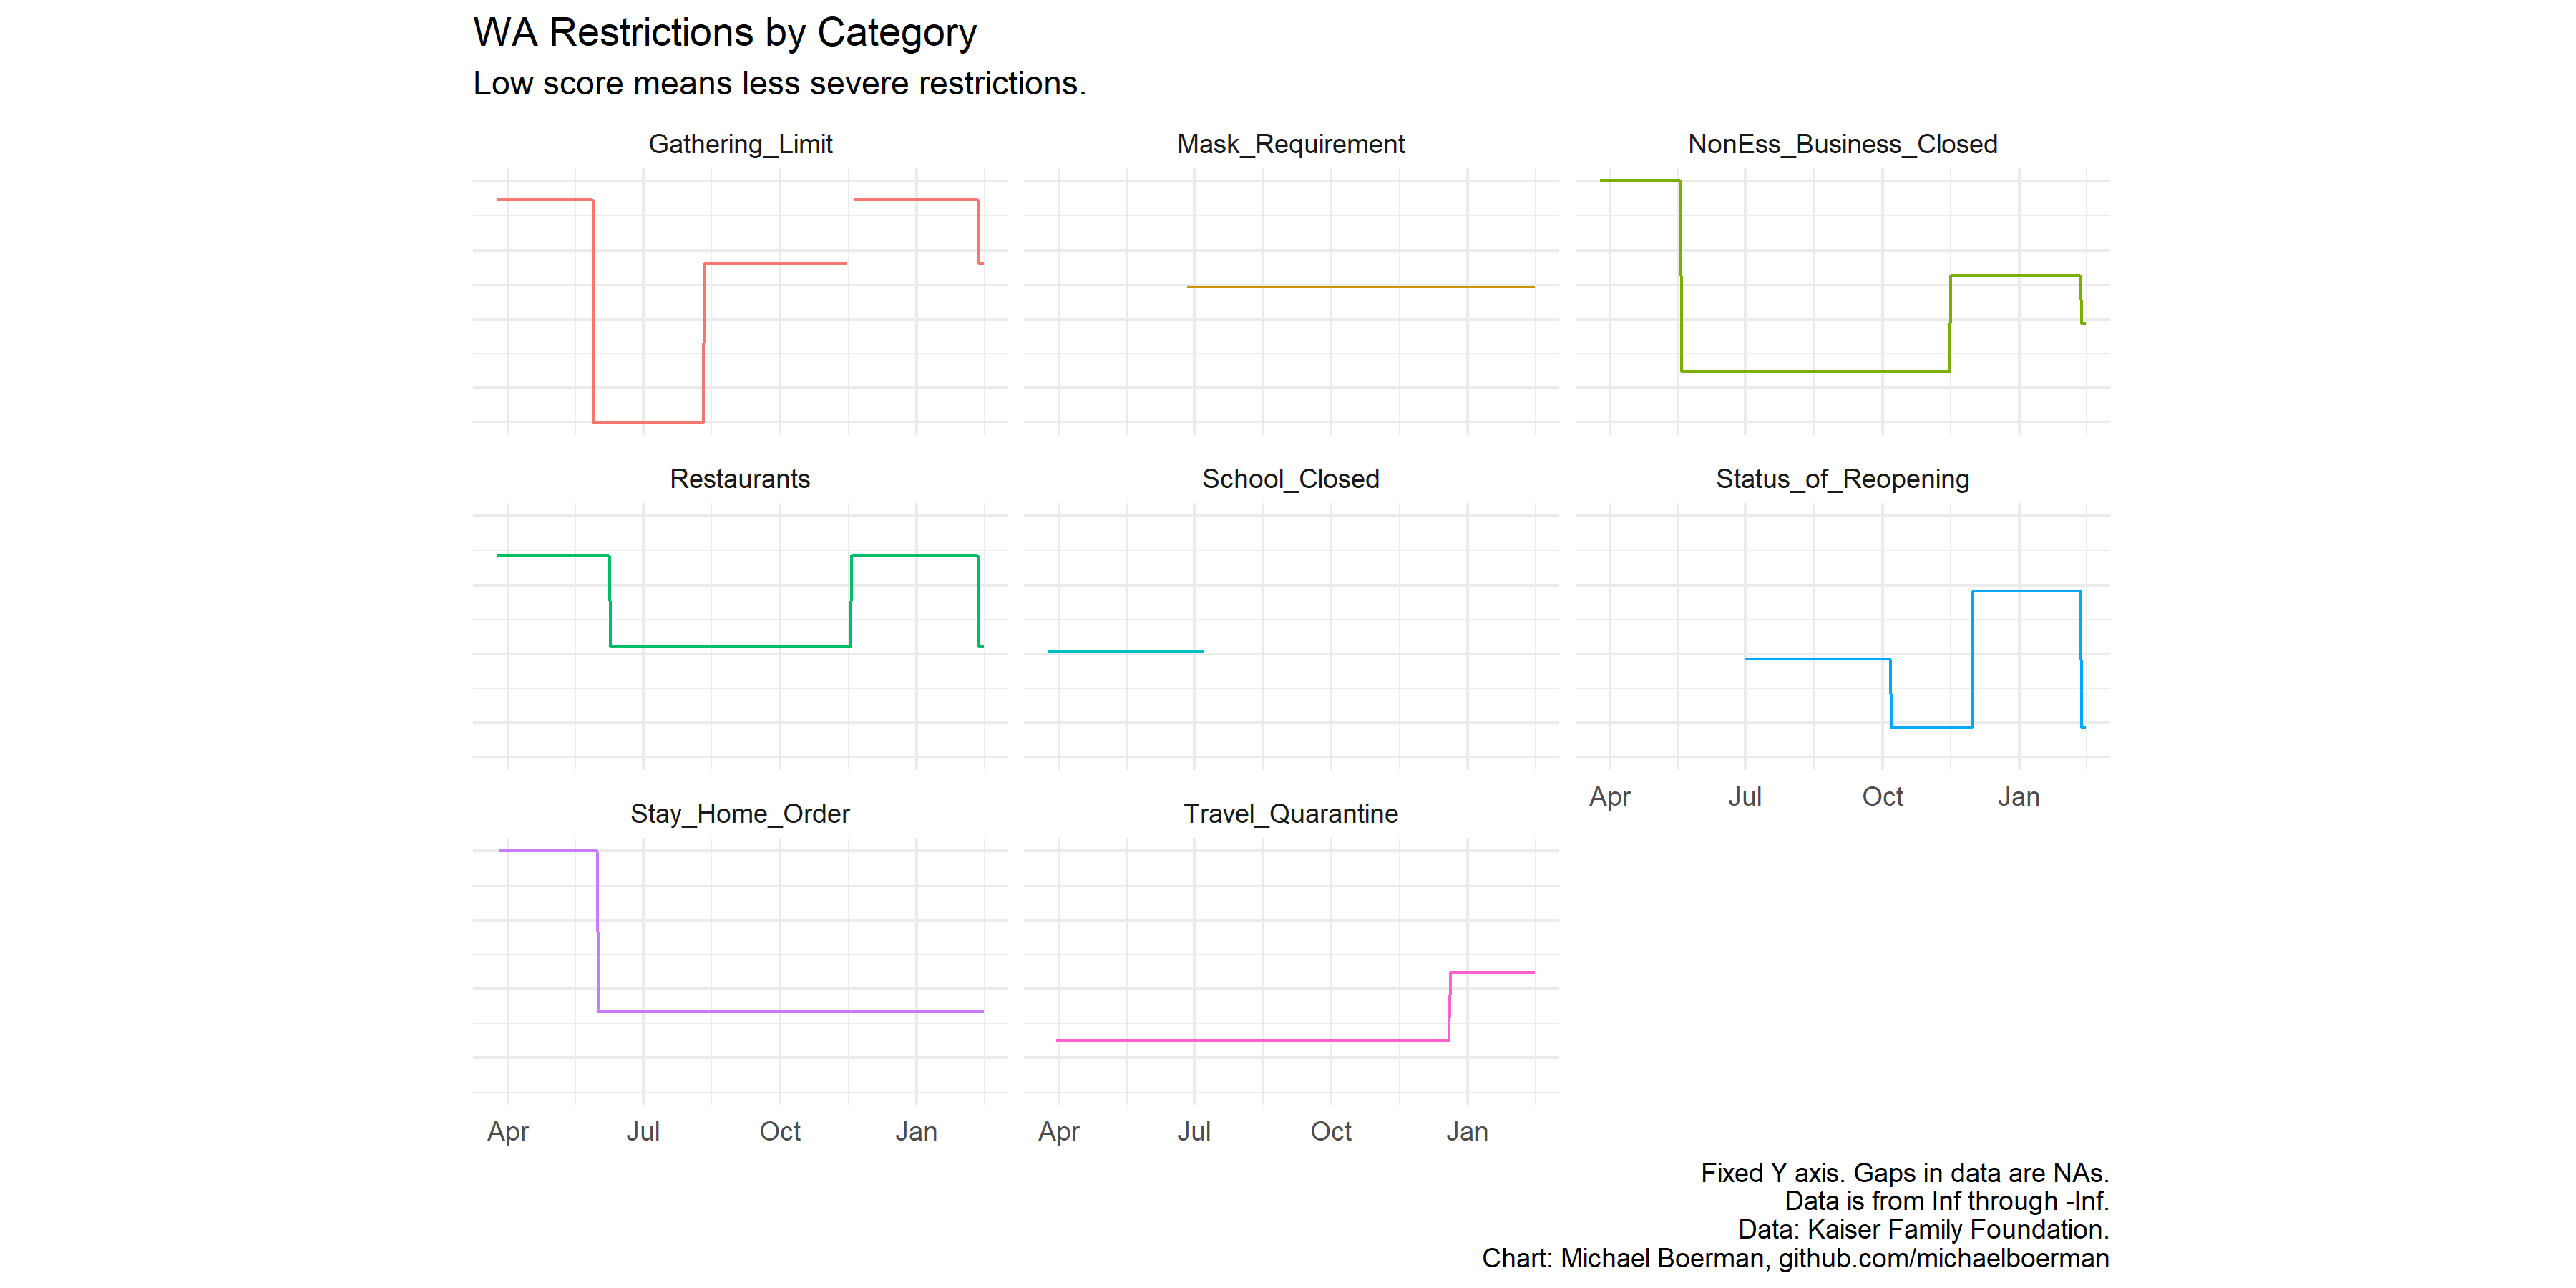 WA Restrictions by Category
Low score means less severe restrictions.
Gathering_Limit
Mask_Requirement
NonEss_Business_Closed
Restaurants
School_Closed
Status_of_Reopening
Apr Jul Oct Jan
Stay_Home_Order
Travel_Quarantine
Apr Jul Oct Jan
Apr Jul Oct Jan
Fixed Y axis. Gaps in data are NAs.
Data is from Inf through -Inf.
Data: Kaiser Family Foundation.
Chart: Michael Boerman, github.com/michaelboerman